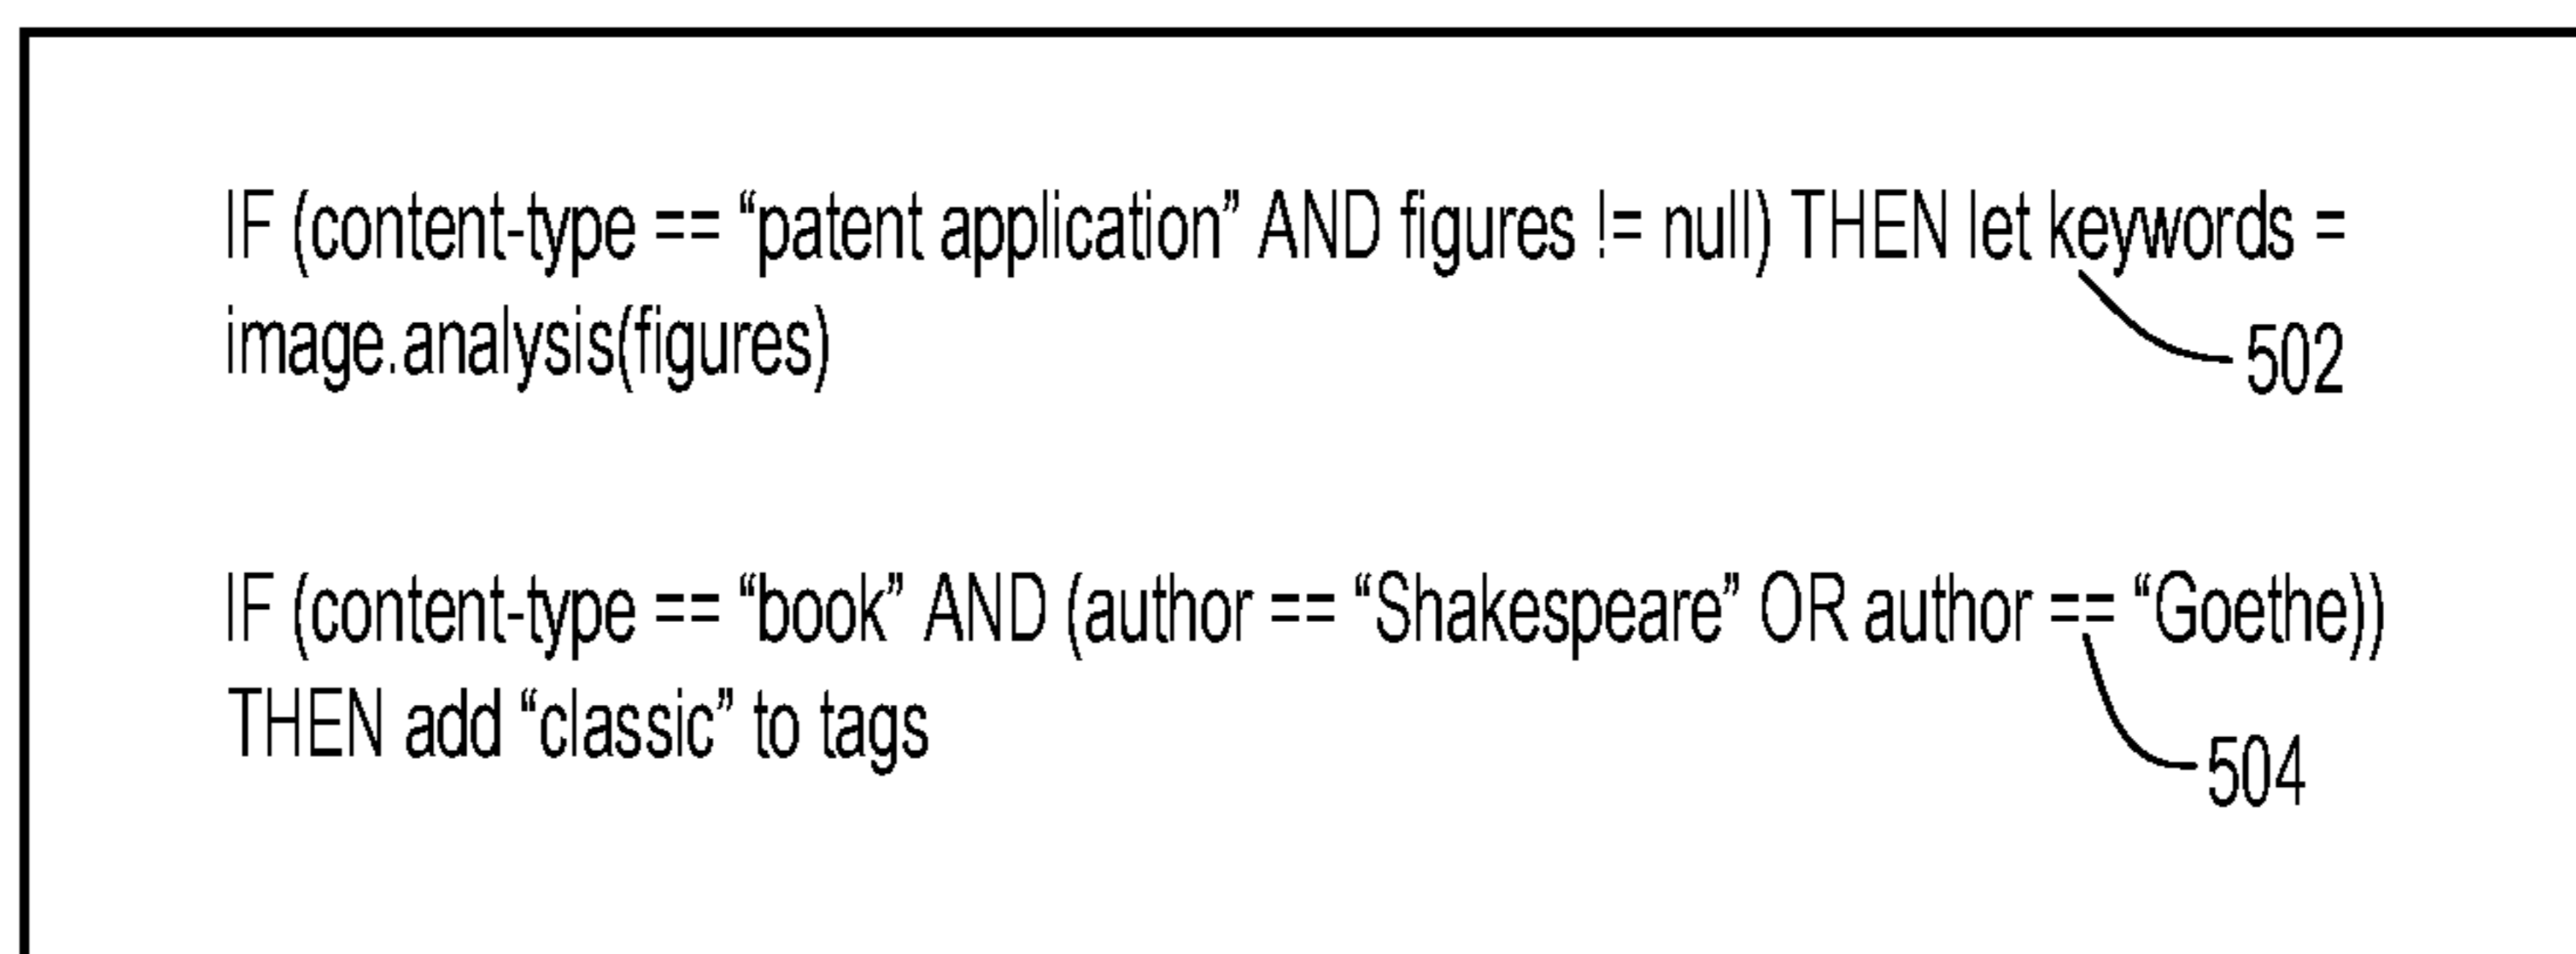 IF (content-type == “patent application” AND figures != null) THEN let keywords =
image.analysis(figures)
502
IF (content-type == “book” AND (author == “Shakespeare” OR author == “Goethe))
THEN add “classic” to tags
504